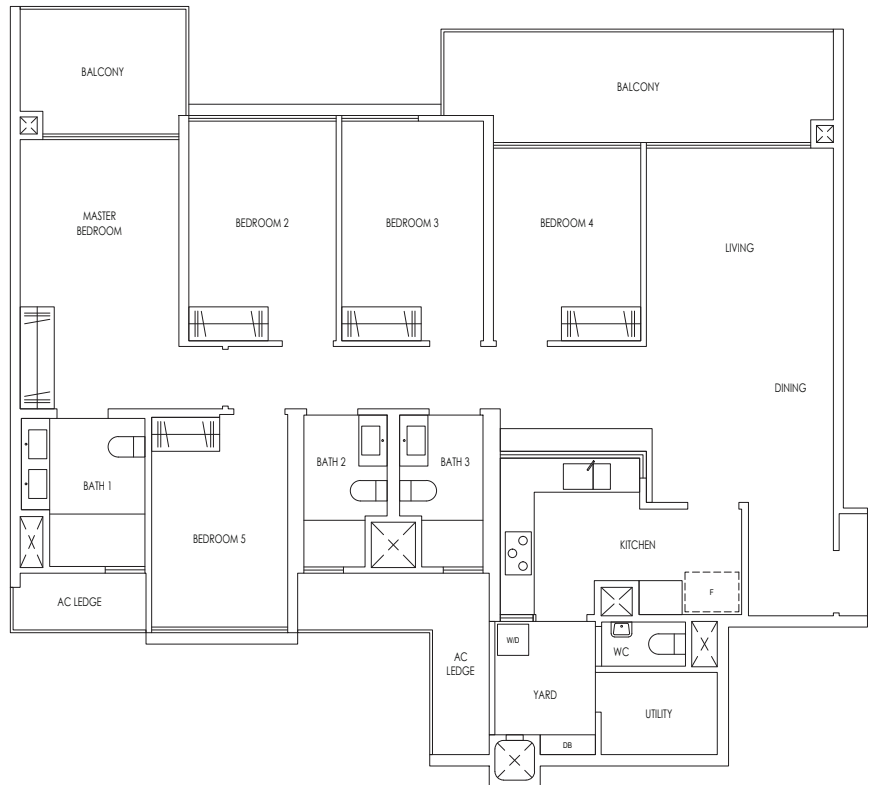 BALCONY
BALCONY
MASTER
BEDROOM
BEDROOM 2
BEDROOM 3
BEDROOM 4
LIVING
DINING
BATH 1
BATH 2
BATH 3
BEDROOM 5
KITCHEN
F
AC LEDGE
W/D
WC
AC
LEDGE
YARD
UTILITY
DB